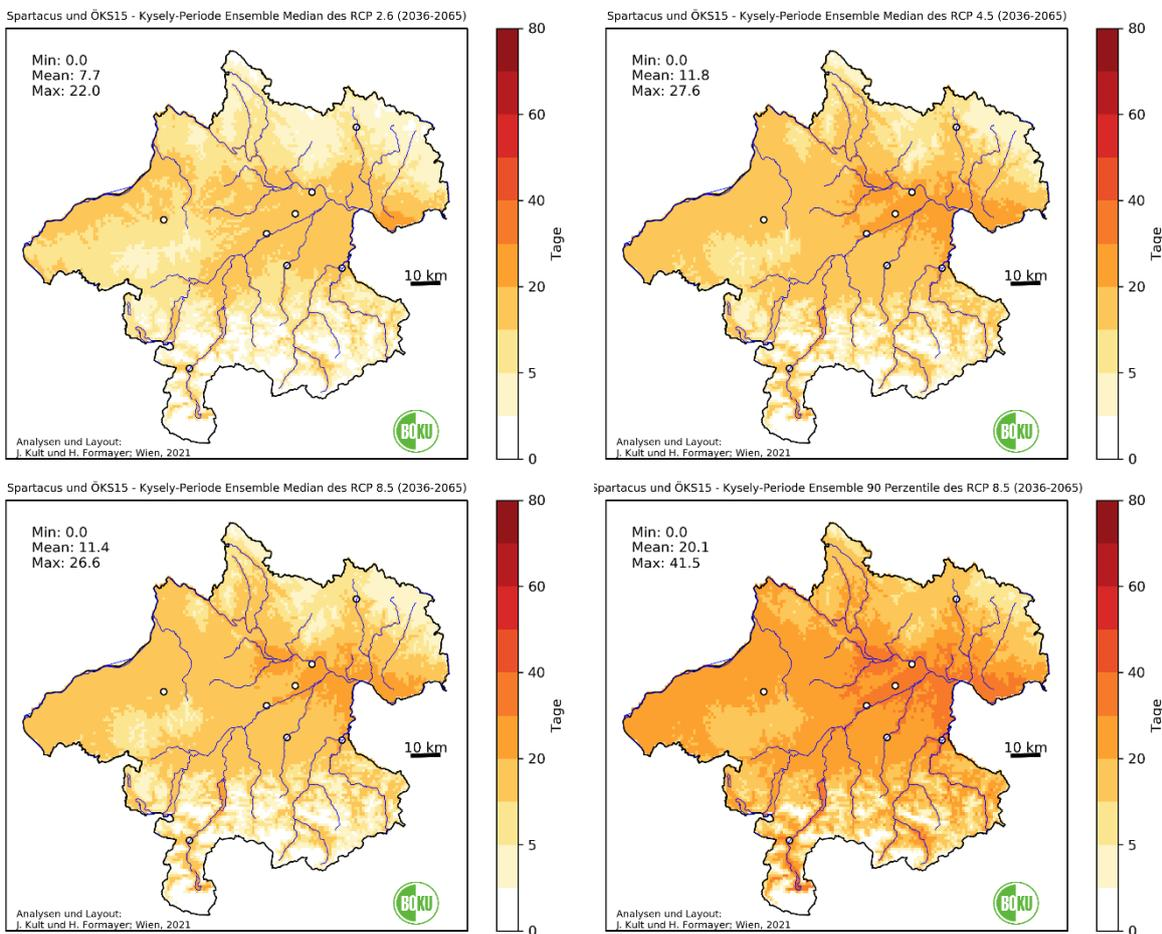 Spartacus und ÖKS15 - Kysely-Periode Ensemble Median des RCP 2.6 (2036-2065)
Min: 0.0
Mean: 7.7
Max: 22.0
10 km
Analysen und Layout:
J. Kult und H. Formayer; Wien, 2021
BOKU
80
60
40
20
5
0
Tage
Spartacus und ÖKS15 - Kysely-Periode Ensemble Median des RCP 4.5 (2036-2065)
Min: 0.0
Mean: 11.8
Max: 27.6
10 km
Analysen und Layout:
J. Kult und H. Formayer; Wien, 2021
BOKU
80
60
40
20
5
0
Tage
Spartacus und ÖKS15 - Kysely-Periode Ensemble Median des RCP 8.5 (2036-2065)
Min: 0.0
Mean: 11.4
Max: 26.6
10 km
Analysen und Layout:
J. Kult und H. Formayer; Wien, 2021
BOKU
80
60
40
20
5
0
Tage
Spartacus und ÖKS15 - Kysely-Periode Ensemble 90 Perzentile des RCP 8.5 (2036-2065)
Min: 0.0
Mean: 20.1
Max: 41.5
10 km
Analysen und Layout:
J. Kult und H. Formayer; Wien, 2021
BOKU
80
60
40
20
5
0
Tage